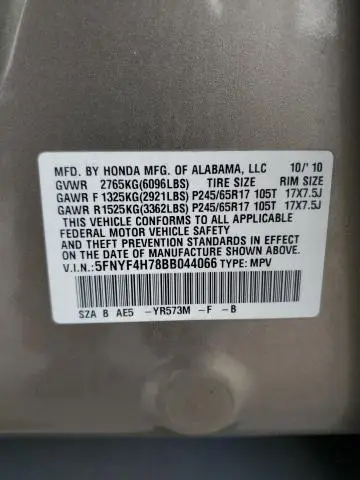 MFD. BY HONDA MFG. OF ALABAMA, LLC 10/'10
GVWR 2765KG(6096LBS) TIRE SIZE RIM SIZE
GAWR F 1325KG(2921LBS) P245/65R17 105T 17X7.5J
GAWR R1525KG(3362LBS) P245/65R17 105T 17X7.5J
THIS VEHICLE CONFORMS TO ALL APPLICABLE
FEDERAL MOTOR VEHICLE SAFETY
AND THEFT PREVENTION STANDARDS IN EFFECT
ON THE DATE OF MANUFACTURE SHOWN ABOVE.
V.I.N.: 5FNYF4H78BB044066 TYPE: MPV
SZA B AE5 -YR573M -F -B